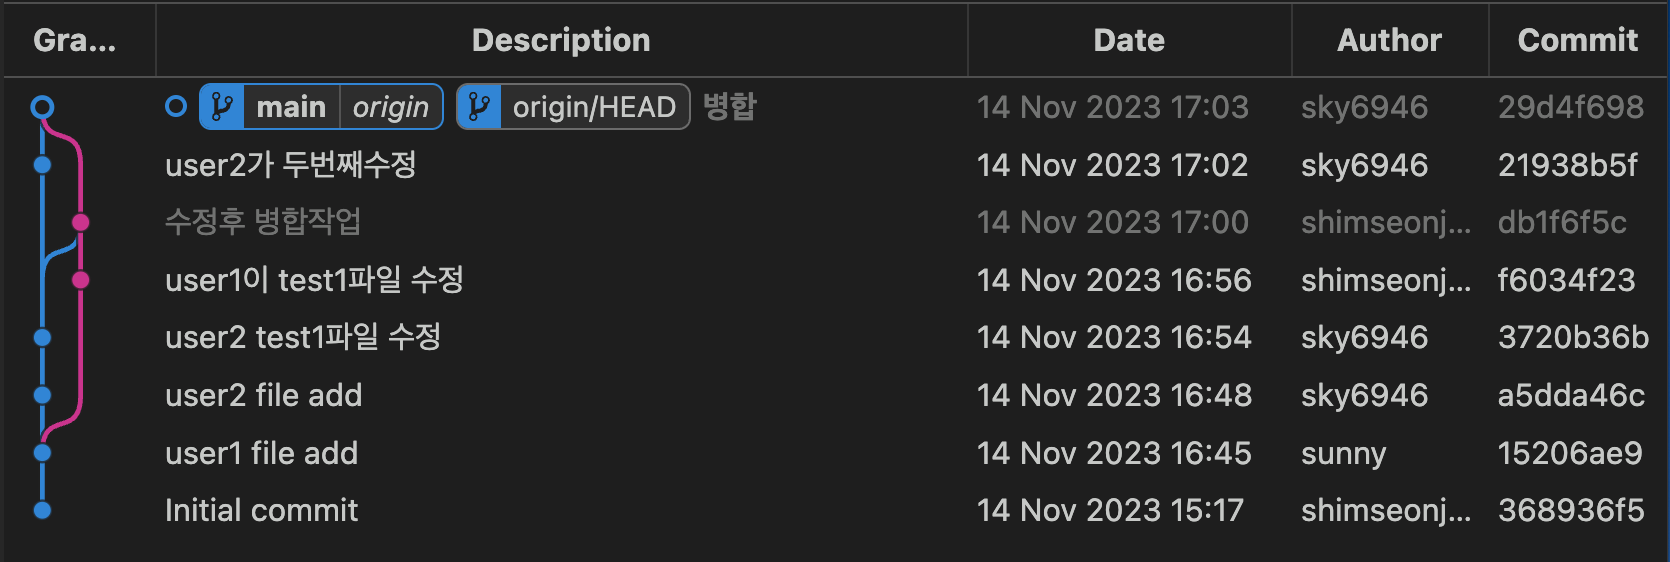 Gra... Description Date Author Commit
main origin origin/HEAD 병합 14 Nov 2023 17:03 sky6946 29d4f698
user2가 두번째수정 14 Nov 2023 17:02 sky6946 21938b5f
수정후 병합작업 14 Nov 2023 17:00 shimseonj... db1f6f5c
user1이 test1파일 수정 14 Nov 2023 16:56 shimseonj... f6034f23
user2 test1파일 수정 14 Nov 2023 16:54 sky6946 3720b36b
user2 file add 14 Nov 2023 16:48 sky6946 a5dda46c
user1 file add 14 Nov 2023 16:45 sunny 15206ae9
Initial commit 14 Nov 2023 15:17 shimseonj... 368936f5